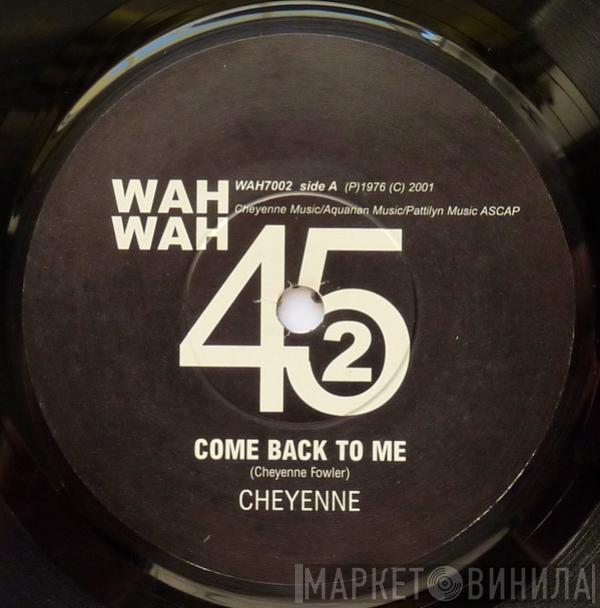 WAH
WAH
WAH7002 side A (P)1976 (C) 2001
Cheyenne Music/Aquarian Music/Pattilyn Music ASCAP
45
2
COME BACK TO ME
(Cheyenne Fowler)
CHEYENNE
МАРКЕТ ВИНИЛА